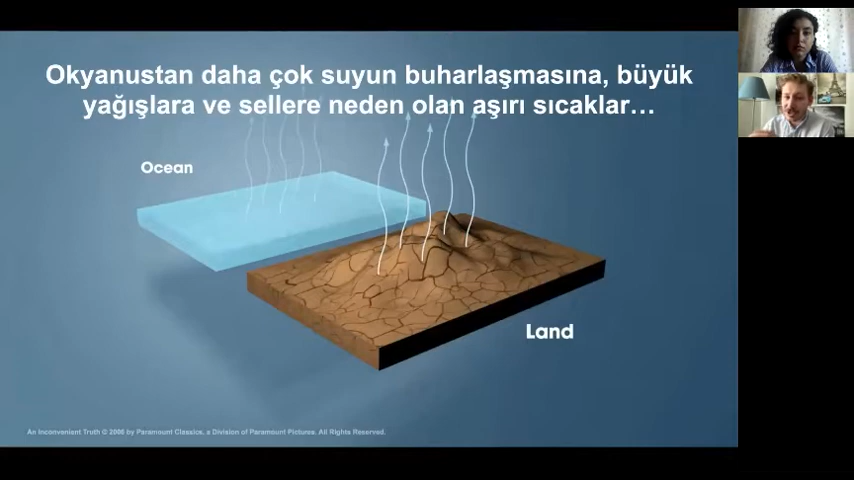 Okyanustan daha çok suyun buharlaşmasına, büyük
yağışlara ve sellere neden olan aşırı sıcaklar…
Ocean
Land
An Inconvenient Truth © 2006 by Paramount Classics, a Division of Paramount Pictures. All Rights Reserved.